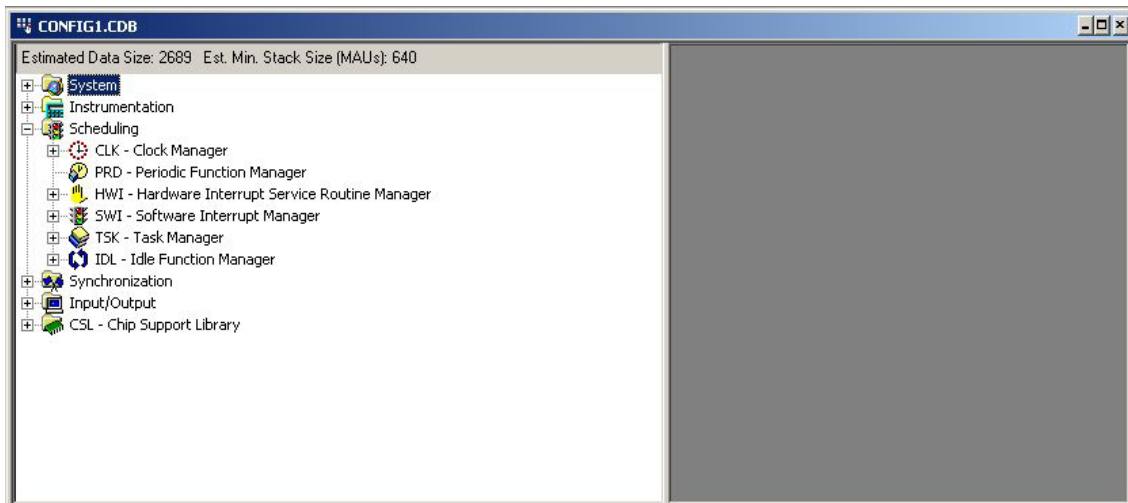 CONFIG1.CDB
Estimated Data Size: 2689 Est. Min. Stack Size (MAUs): 640
System
Instrumentation
Scheduling
CLK - Clock Manager
PRD - Periodic Function Manager
HWI - Hardware Interrupt Service Routine Manager
SWI - Software Interrupt Manager
TSK - Task Manager
IDL - Idle Function Manager
Synchronization
Input/Output
CSL - Chip Support Library